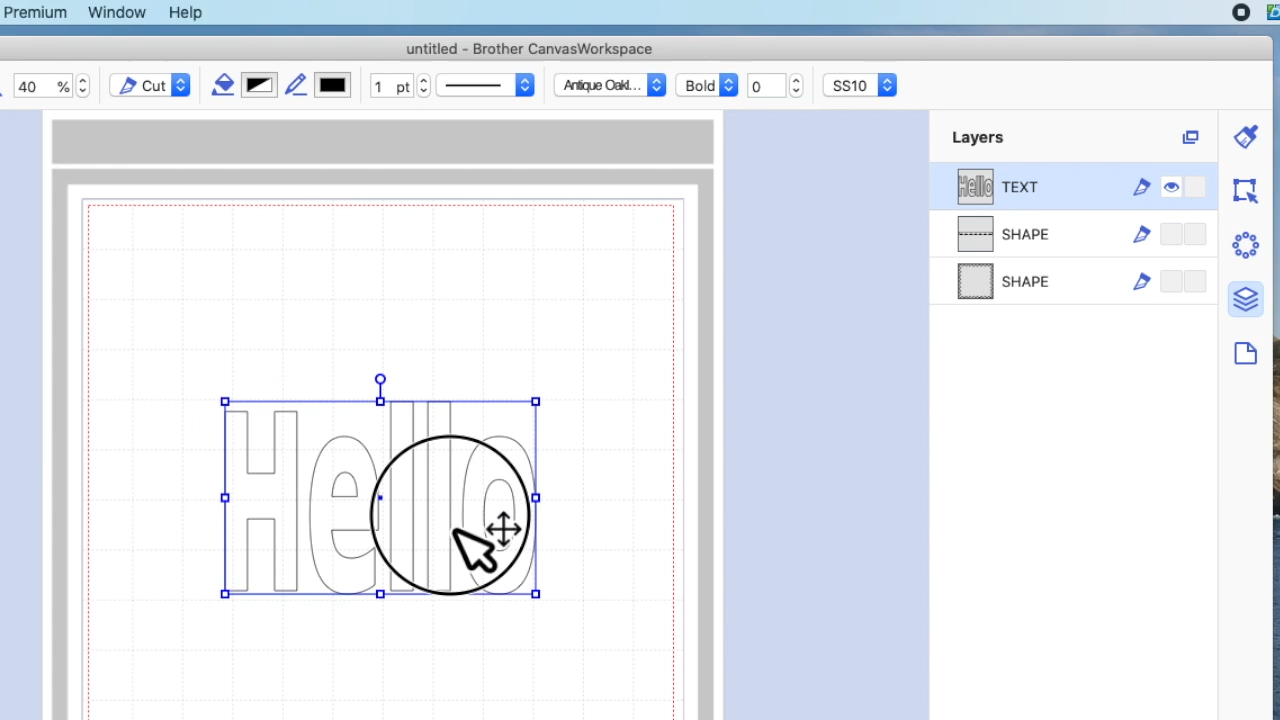 Premium Window Help
untitled - Brother CanvasWorkspace
40 % Cut 1 pt Antique Oakl... Bold 0 SS10
Layers
TEXT
SHAPE
SHAPE
Hello